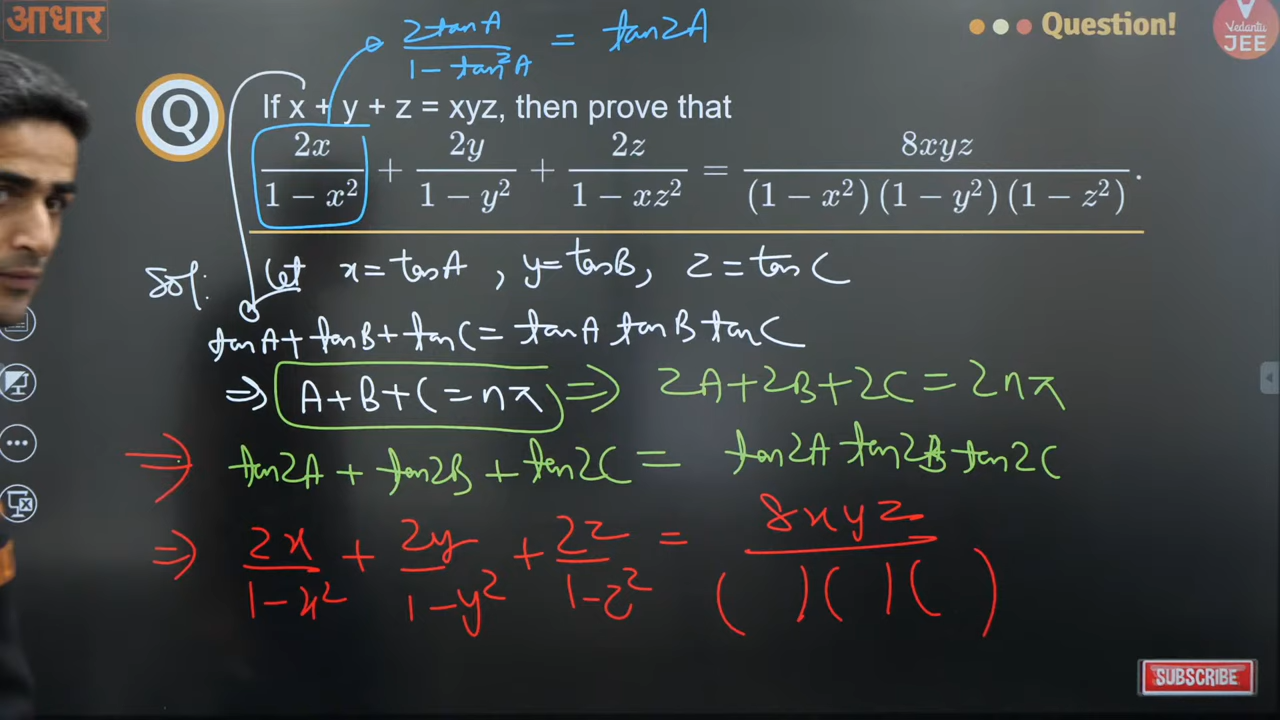 आधार
2tanA / 1 - tan²A = tan2A
Question!
Vedantu
JEE
Q
If x + y + z = xyz, then prove that
2x / 1 − x² + 2y / 1 − y² + 2z / 1 − xz² = 8xyz / (1 − x²)(1 − y²)(1 − z²).
Sol: Let x = tanA , y = tanB, z = tanC
tanA + tanB + tanC = tanA tanB tanC
⇒ A+B+C = nπ ⇒ 2A+2B+2C = 2nπ
⇒ tan2A + tan2B + tan2C = tan2A tan2B tan2C
⇒ 2x / 1-x² + 2y / 1-y² + 2z / 1-z² = 8xyz / ( )( )( )
SUBSCRIBE